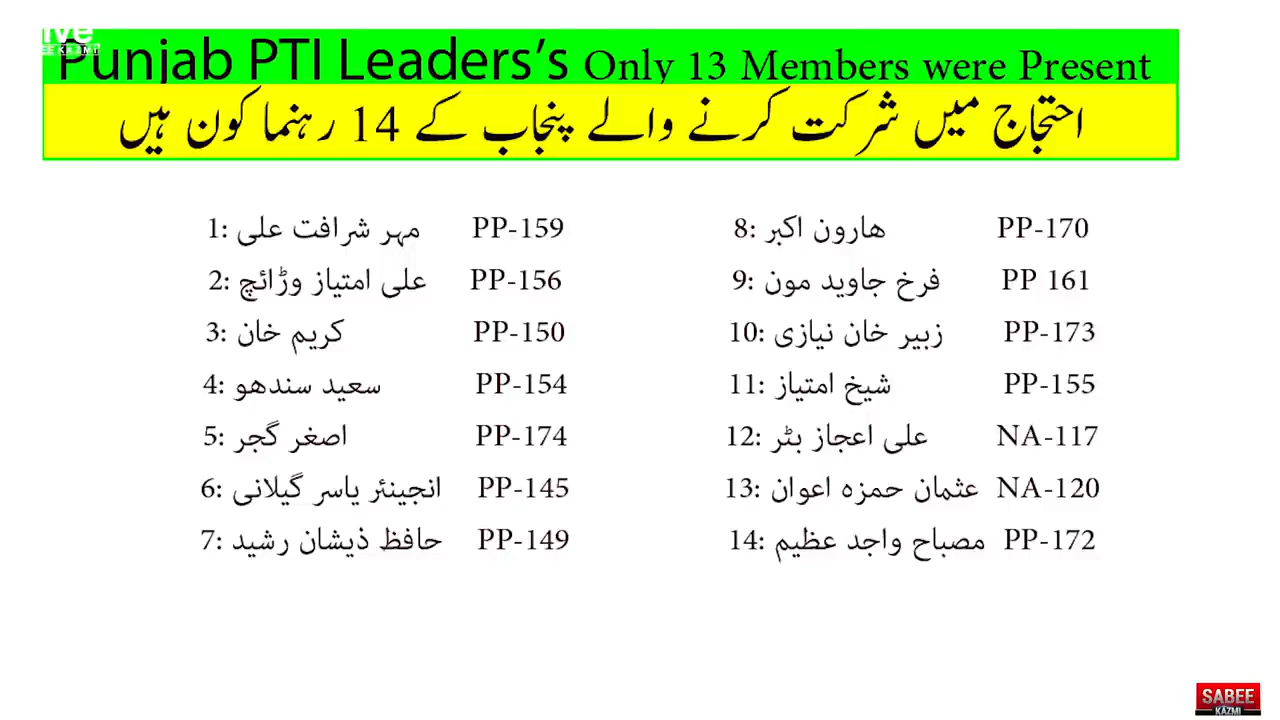 live
Punjab PTI Leaders's Only 13 Members were Present
احتجاج میں شرکت کرنے والے پنجاب کے 14 رہنما کون ہیں
1: مہر شرافت علی PP-159
2: علی امتیاز وڑائچ PP-156
3: کریم خان PP-150
4: سعید سندھو PP-154
5: اصغر گجر PP-174
6: انجینئر یاسر گیلانی PP-145
7: حافظ ذیشان رشید PP-149
8: ھارون اکبر PP-170
9: فرخ جاوید مون PP 161
10: زبیر خان نیازی PP-173
11: شیخ امتیاز PP-155
12: علی اعجاز بٹر NA-117
13: عثمان حمزہ اعوان NA-120
14: مصباح واجد عظیم PP-172
SABEE
KAZMI